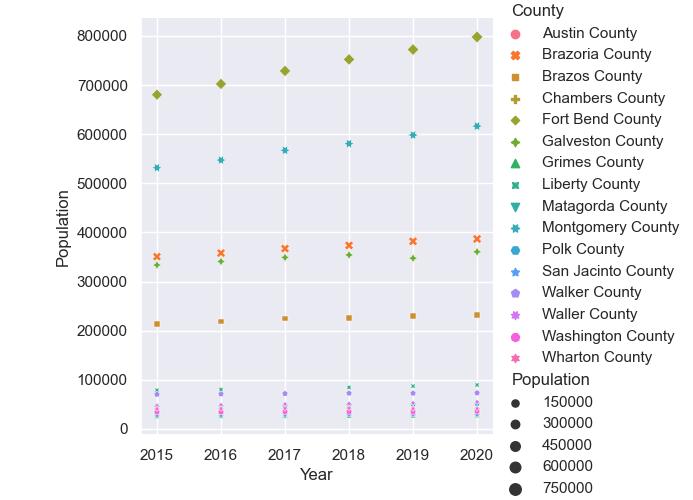 County
Austin County
Brazoria County
Brazos County
Chambers County
Fort Bend County
Galveston County
Grimes County
Liberty County
Matagorda County
Montgomery County
Polk County
San Jacinto County
Walker County
Waller County
Washington County
Wharton County
Population
150000
300000
450000
600000
750000
800000
700000
600000
500000
400000
300000
200000
100000
0
Population
2015 2016 2017 2018 2019 2020
Year